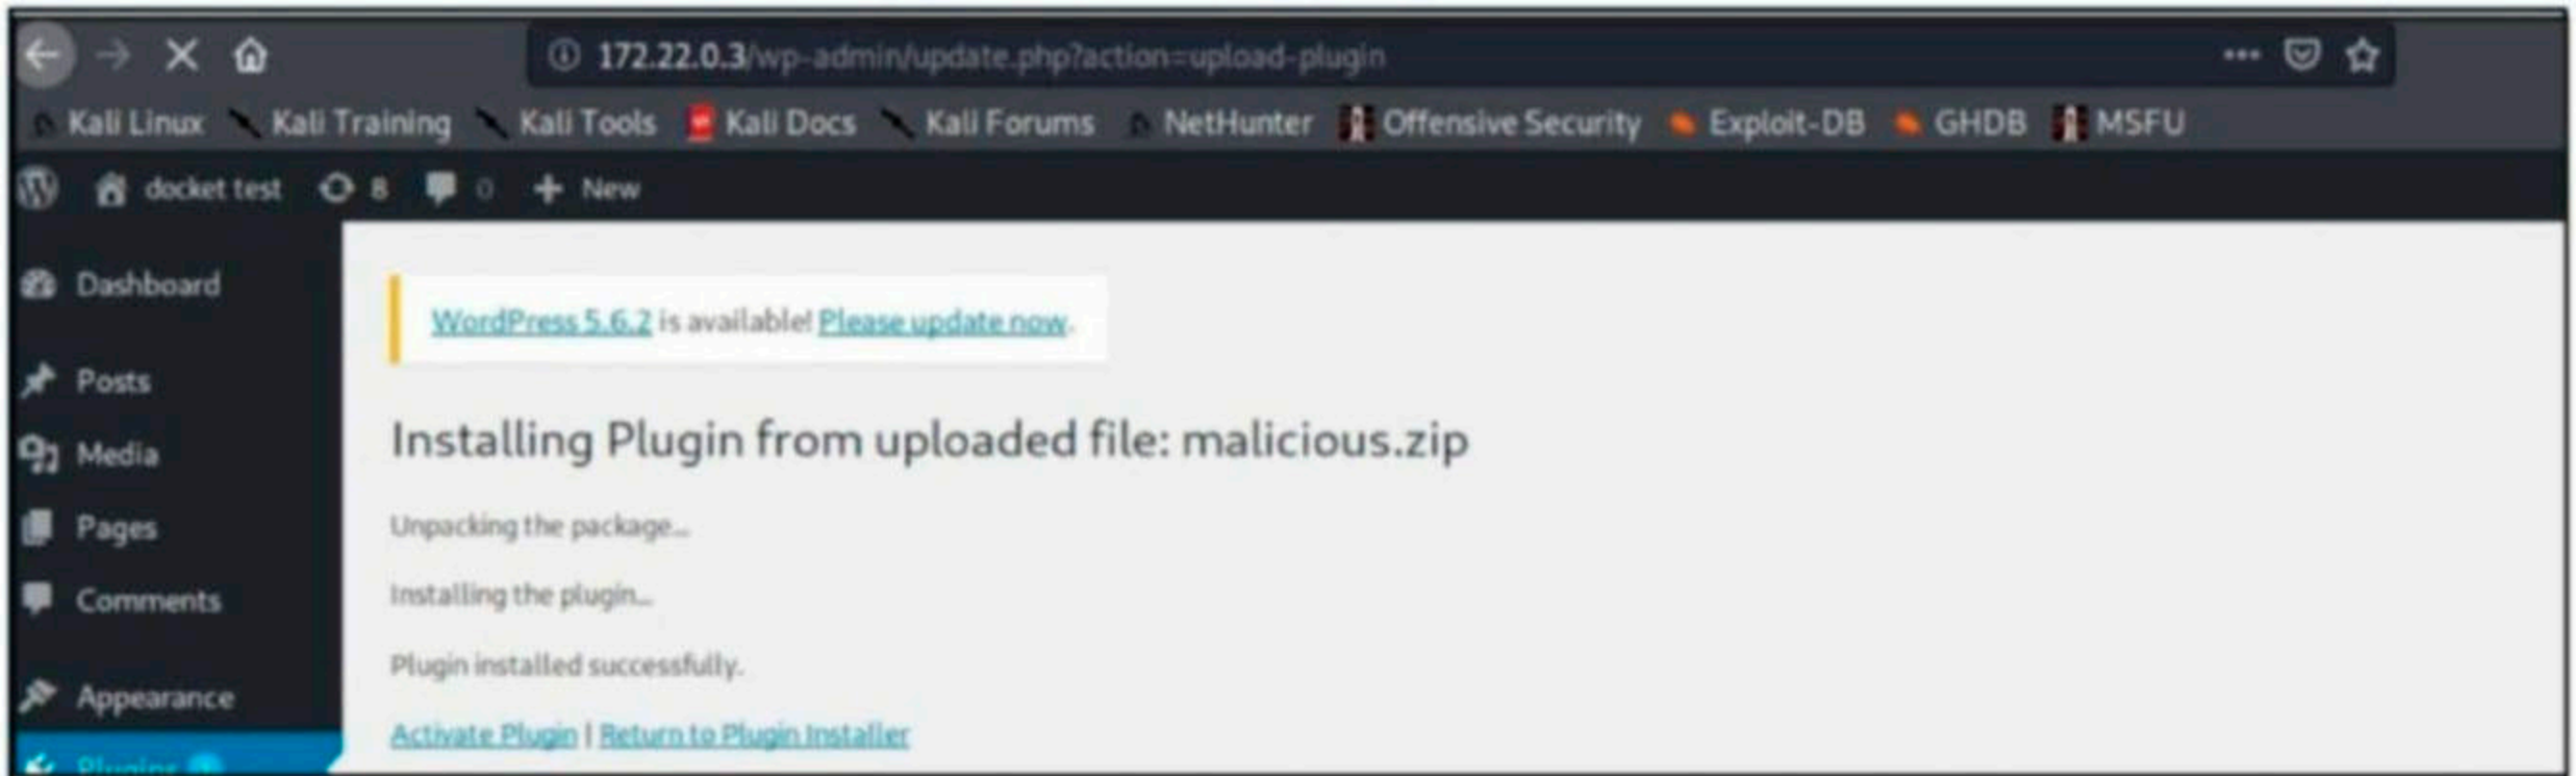 172.22.0.3/wp-admin/update.php?action=upload-plugin
Kali Linux Kali Training Kali Tools Kali Docs Kali Forums NetHunter Offensive Security Exploit-DB GHDB MSFU
docket test 8 0 New
Dashboard
WordPress 5.6.2 is available! Please update now.
Posts
Installing Plugin from uploaded file: malicious.zip
Media
Pages
Unpacking the package...
Comments
Installing the plugin...
Plugin installed successfully.
Appearance
Activate Plugin | Return to Plugin Installer
Plugins